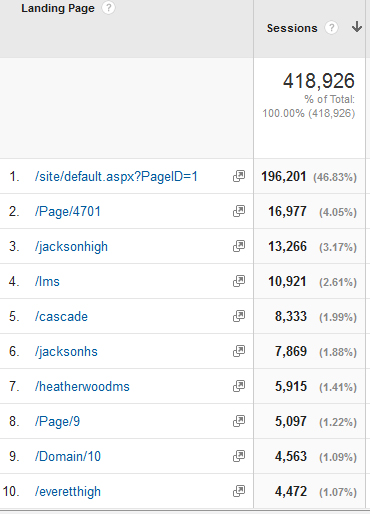 Landing Page ?
Sessions ?
418,926
% of Total:
100.00% (418,926)
1. /site/default.aspx?PageID=1 196,201 (46.83%)
2. /Page/4701 16,977 (4.05%)
3. /jacksonhigh 13,266 (3.17%)
4. /lms 10,921 (2.61%)
5. /cascade 8,333 (1.99%)
6. /jacksonhs 7,869 (1.88%)
7. /heatherwoodms 5,915 (1.41%)
8. /Page/9 5,097 (1.22%)
9. /Domain/10 4,563 (1.09%)
10. /everetthigh 4,472 (1.07%)